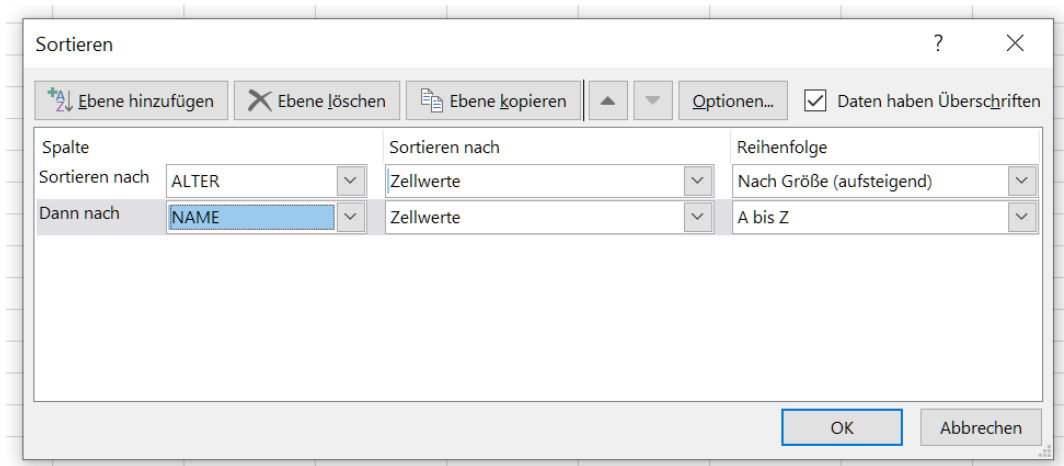 Sortieren ?
Ebene hinzufügen Ebene löschen Ebene kopieren Optionen... Daten haben Überschriften
Spalte Sortieren nach Reihenfolge
Sortieren nach ALTER Zellwerte Nach Größe (aufsteigend)
Dann nach NAME Zellwerte A bis Z
OK Abbrechen